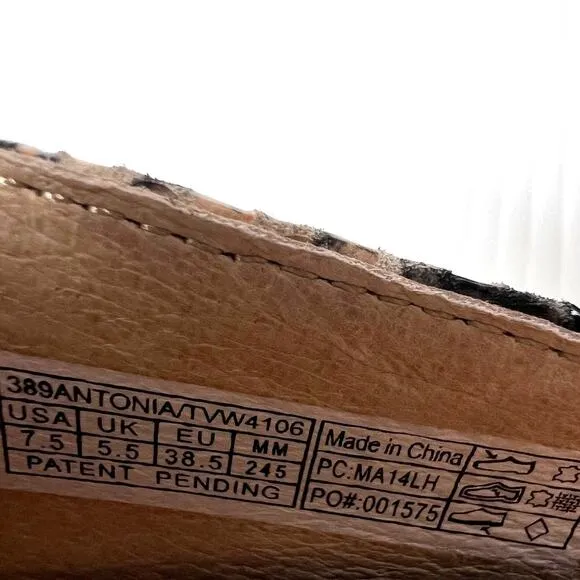 389ANTONIA/TVW4106
USA UK EU MM
7.5 5.5 38.5 245
PATENT PENDING
Made in China
PC:MA14LH
PO#:001575